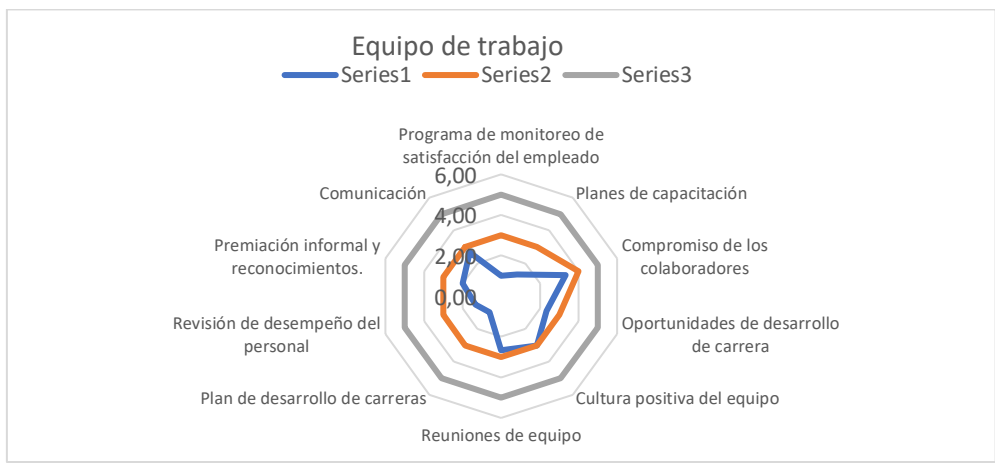 Equipo de trabajo
Series1 Series2 Series3
Programa de monitoreo de
satisfacción del empleado
Planes de capacitación
Compromiso de los
colaboradores
Oportunidades de desarrollo
de carrera
Cultura positiva del equipo
Reuniones de equipo
Plan de desarrollo de carreras
Revisión de desempeño del
personal
Premiación informal y
reconocimientos.
Comunicación
6,00
4,00
2,00
0,00